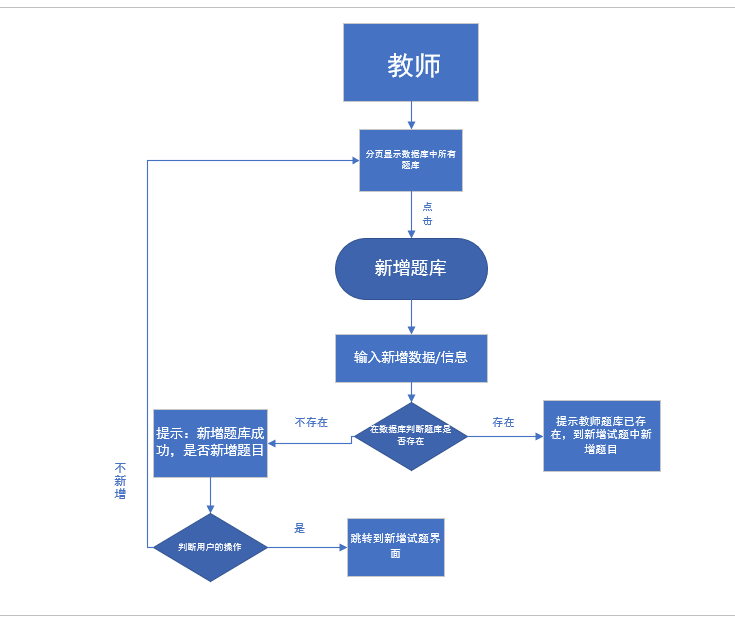 教师
分页显示数据库中所有
题库
点
击
新增题库
输入新增数据/信息
不存在
在数据库判断题库是
否存在
存在
提示教师题库已存
在，到新增试题中新
增题目
提示：新增题库成
功，是否新增题目
不
新
增
判断用户的操作
是
跳转到新增试题界
面